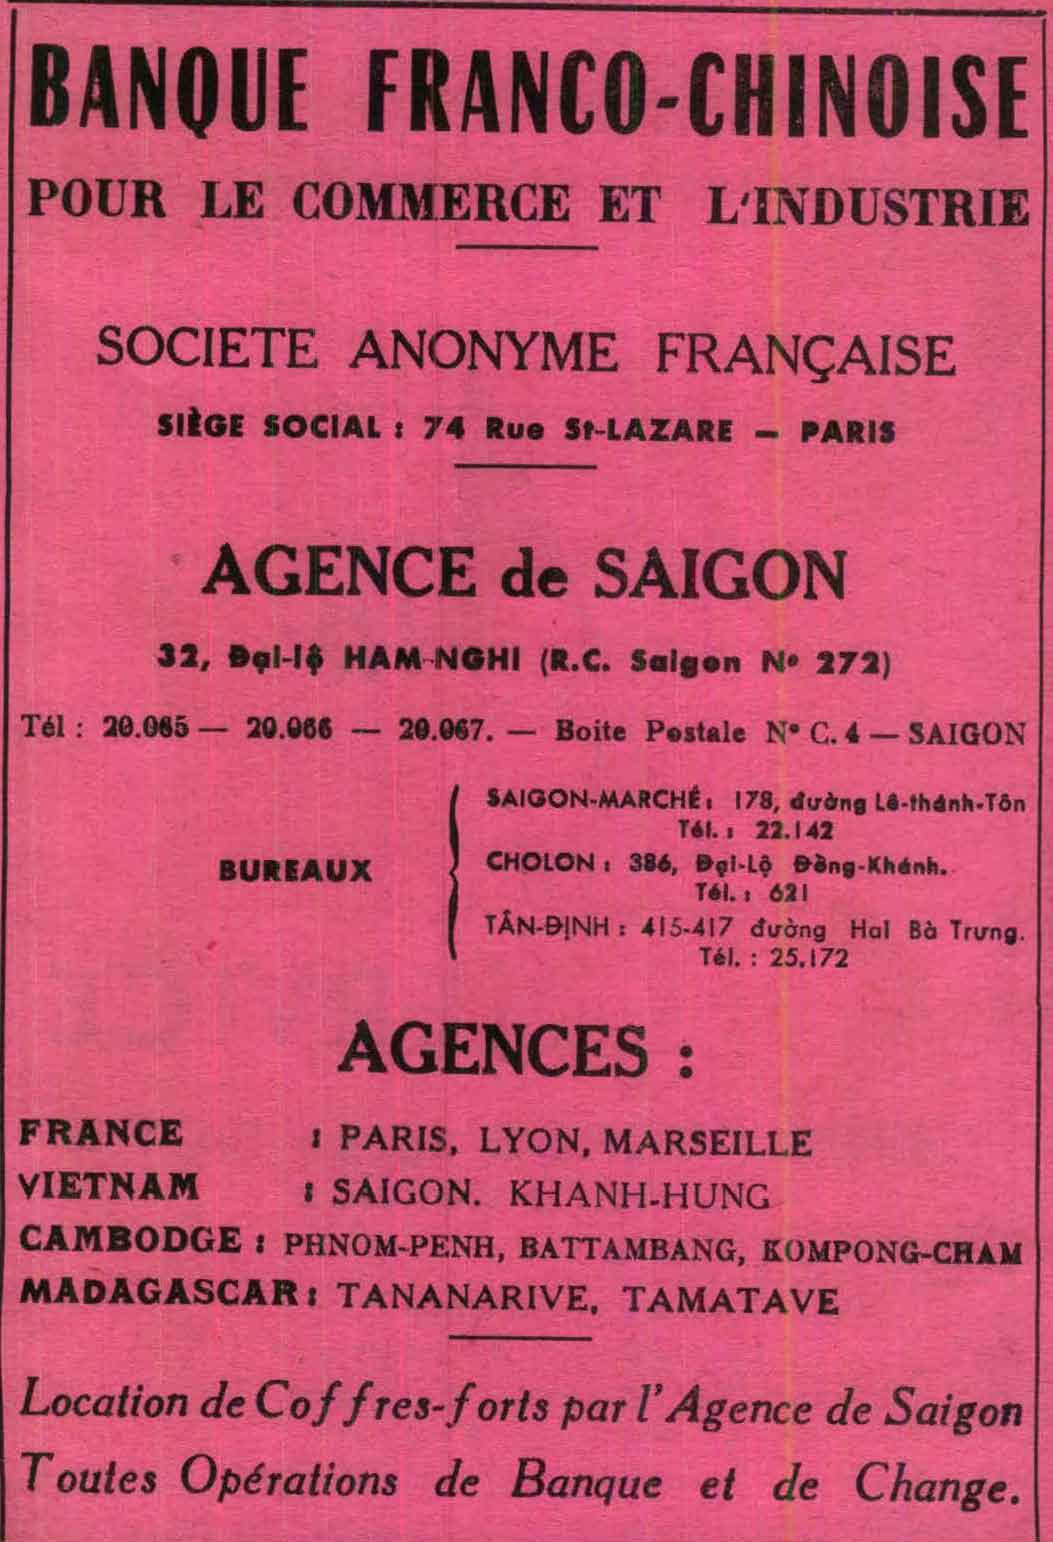 BANQUE FRANCO-CHINOISE
POUR LE COMMERCE ET L'INDUSTRIE
SOCIETE ANONYME FRANÇAISE
SIÈGE SOCIAL : 74 Rue St-LAZARE — PARIS
AGENCE de SAIGON
32, Đại-lộ HAM-NGHI (R.C. Saigon N° 272)
Tél : 20.065 — 20.066 — 20.067. — Boite Postale N° C. 4 — SAIGON
BUREAUX
SAIGON-MARCHÉ: 178, đường Lê-thánh-Tôn
Tél. : 22.142
CHOLON : 386, Đại-Lộ Đồng-Khánh.
Tél. : 621
TÂN-ĐỊNH : 415-417 đường Hai Bà Trưng.
Tél. : 25.172
AGENCES :
FRANCE : PARIS, LYON, MARSEILLE
VIETNAM : SAIGON. KHANH-HUNG
CAMBODGE : PHNOM-PENH, BATTAMBANG, KOMPONG-CHAM
MADAGASCAR : TANANARIVE, TAMATAVE
Location de Coffres-forts par l'Agence de Saigon
Toutes Opérations de Banque et de Change.